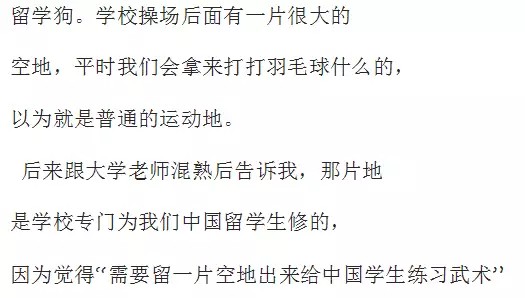 留学狗。学校操场后面有一片很大的
空地，平时我们会拿来打打羽毛球什么的，
以为就是普通的运动地。
后来跟大学老师混熟后告诉我，那片地
是学校专门为我们中国留学生修的，
因为觉得“需要留一片空地出来给中国学生练习武术”